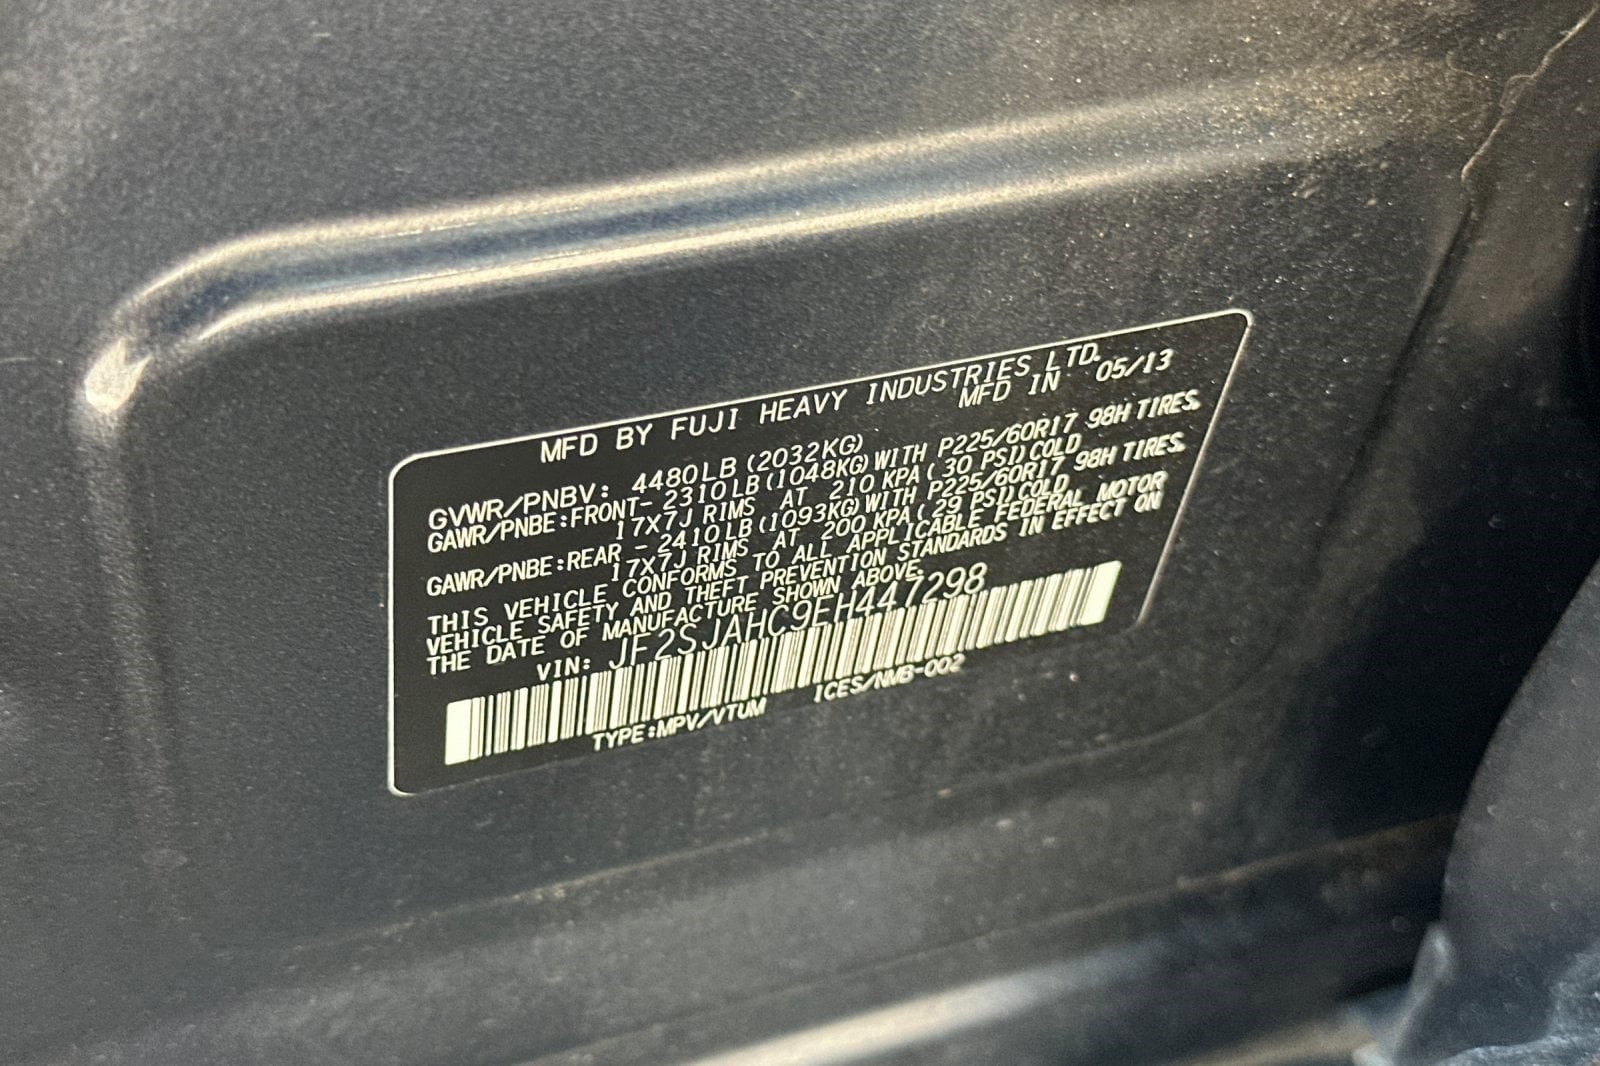 MFD BY FUJI HEAVY INDUSTRIES LTD.
MFD IN 05/13
GVWR/PNBV: 4480LB(2032KG)
GAWR/PNBE:FRONT- 2310LB(1048KG)WITH P225/60R17 98H TIRES.
17X7J RIMS AT 210 KPA( 30 PSI)COLD
GAWR/PNBE:REAR - 2410LB(1093KG)WITH P225/60R17 98H TIRES.
17X7J RIMS AT 200 KPA( 29 PSI)COLD
THIS VEHICLE CONFORMS TO ALL APPLICABLE FEDERAL MOTOR
VEHICLE SAFETY AND THEFT PREVENTION STANDARDS IN EFFECT ON
THE DATE OF MANUFACTURE SHOWN ABOVE.
VIN: JF2SJAHC9EH447298
TYPE:MPV/VTUM ICES/NMB-002